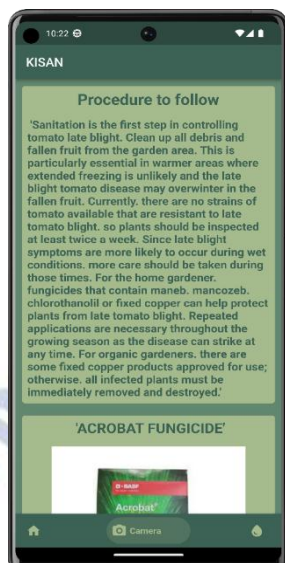 10:22
KISAN
Procedure to follow
'Sanitation is the first step in controlling
tomato late blight. Clean up all debris and
fallen fruit from the garden area. This is
particularly essential in warmer areas where
extended freezing is unlikely and the late
blight tomato disease may overwinter in the
fallen fruit. Currently. there are no strains of
tomato available that are resistant to late
tomato blight. so plants should be inspected
at least twice a week. Since late blight
symptoms are more likely to occur during wet
conditions. more care should be taken during
those times. For the home gardener.
fungicides that contain maneb. mancozeb.
chlorothanolil or fixed copper can help protect
plants from late tomato blight. Repeated
applications are necessary throughout the
growing season as the disease can strike at
any time. For organic gardeners. there are
some fixed copper products approved for use;
otherwise. all infected plants must be
immediately removed and destroyed.'
'ACROBAT FUNGICIDE'
BASF
Acrobat
Camera